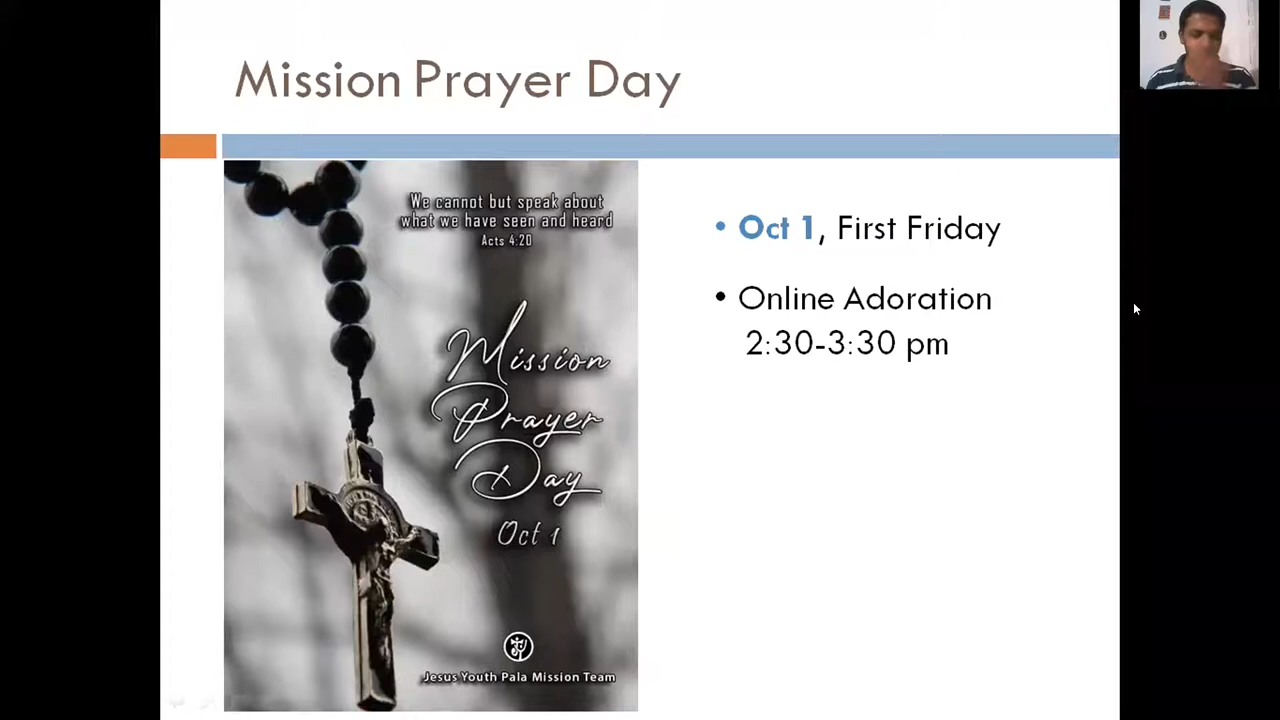 Mission Prayer Day
We cannot but speak about
what we have seen and heard
Acts 4:20
Mission
Prayer
Day
Oct 1
Jesus Youth Pala Mission Team
• Oct 1, First Friday
• Online Adoration
2:30-3:30 pm